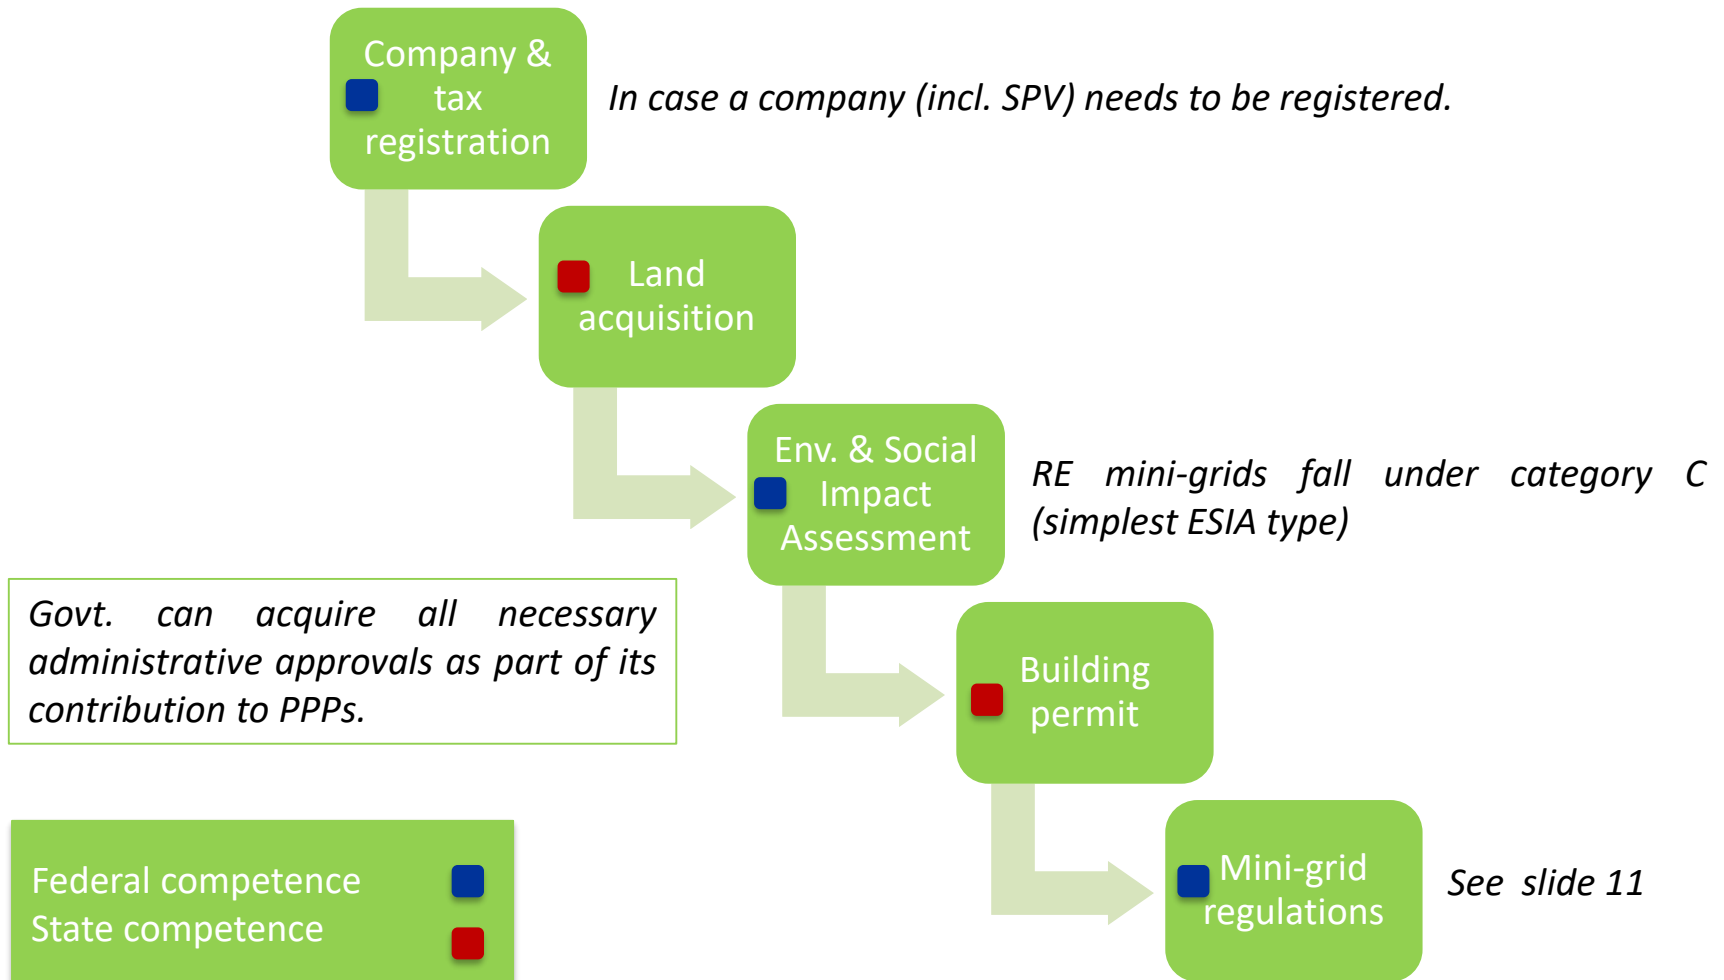 Company &
tax
registration
In case a company (incl. SPV) needs to be registered.
Land
acquisition
Env. & Social
Impact
Assessment
RE mini-grids fall under category C
(simplest ESIA type)
Govt. can acquire all necessary
administrative approvals as part of its
contribution to PPPs.
Building
permit
Mini-grid
regulations
See slide 11
Federal competence
State competence